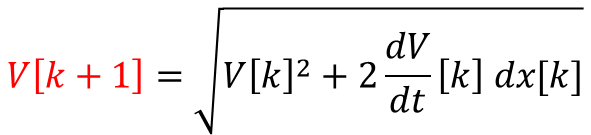 V[k + 1] = √(V[k]² + 2 dV/dt [k] dx[k])